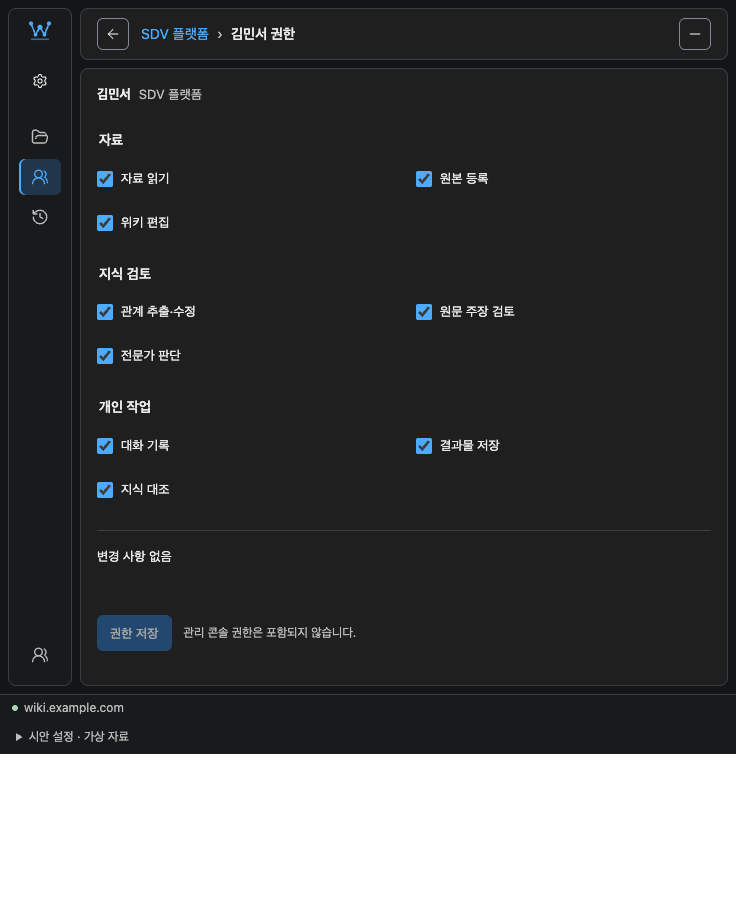 SDV 플랫폼 › 김민서 권한
김민서 SDV 플랫폼
자료
자료 읽기 원본 등록
위키 편집
지식 검토
관계 추출·수정 원문 주장 검토
전문가 판단
개인 작업
대화 기록 결과물 저장
지식 대조
변경 사항 없음
권한 저장 관리 콘솔 권한은 포함되지 않습니다.
wiki.example.com
시안 설정 · 가상 자료